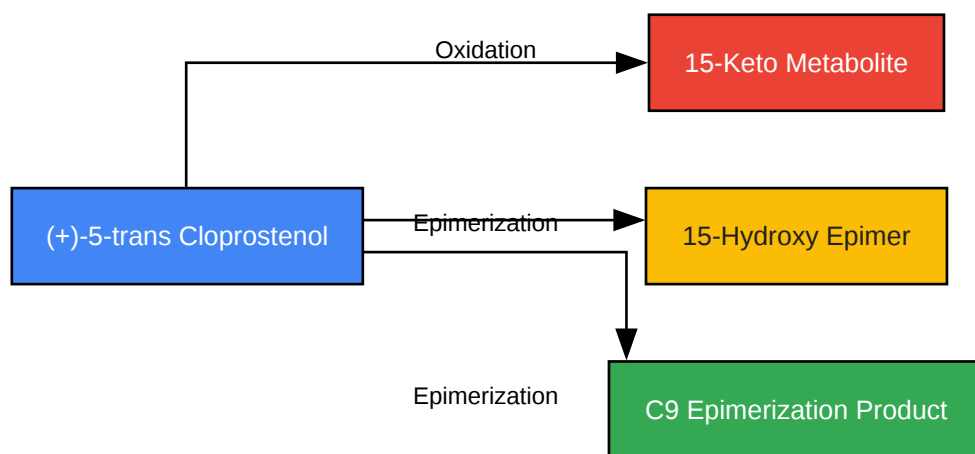 Oxidation
15-Keto Metabolite
(+)-5-trans Cloprostenol
Epimerization
15-Hydroxy Epimer
Epimerization
C9 Epimerization Product